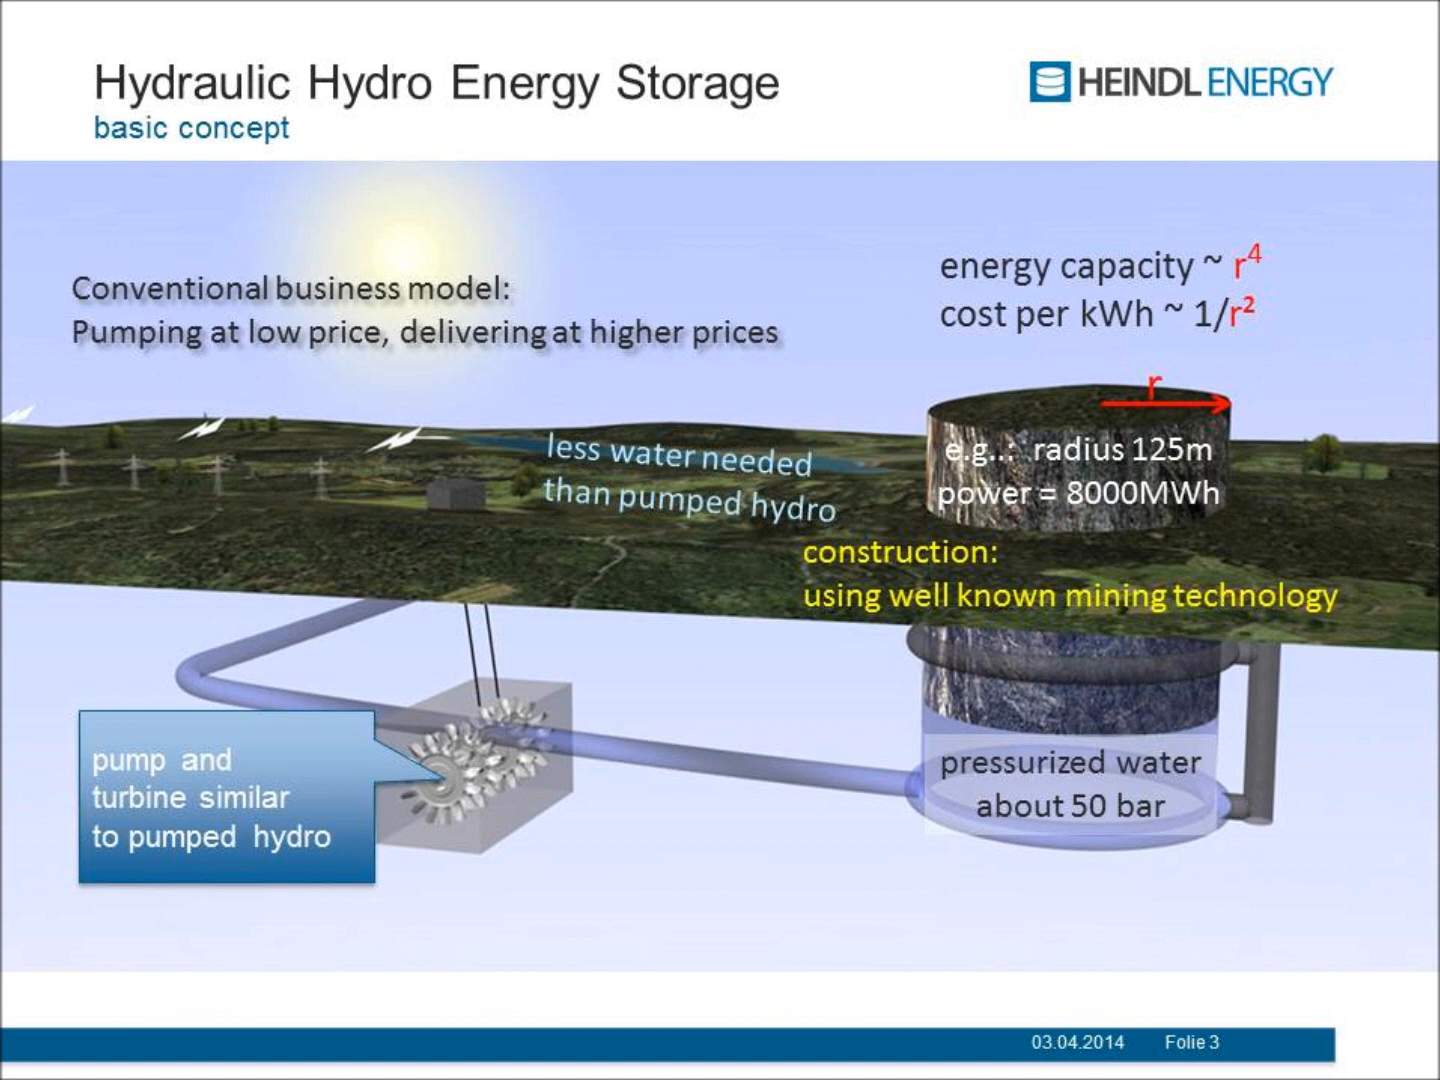 Hydraulic Hydro Energy Storage
basic concept
HEINDL ENERGY
Conventional business model:
Pumping at low price, delivering at higher prices
energy capacity ~ r⁴
cost per kWh ~ 1/r²
r
e.g..: radius 125m
power = 8000MWh
less water needed
than pumped hydro
construction:
using well known mining technology
pump and
turbine similar
to pumped hydro
pressurized water
about 50 bar
03.04.2014 Folie 3